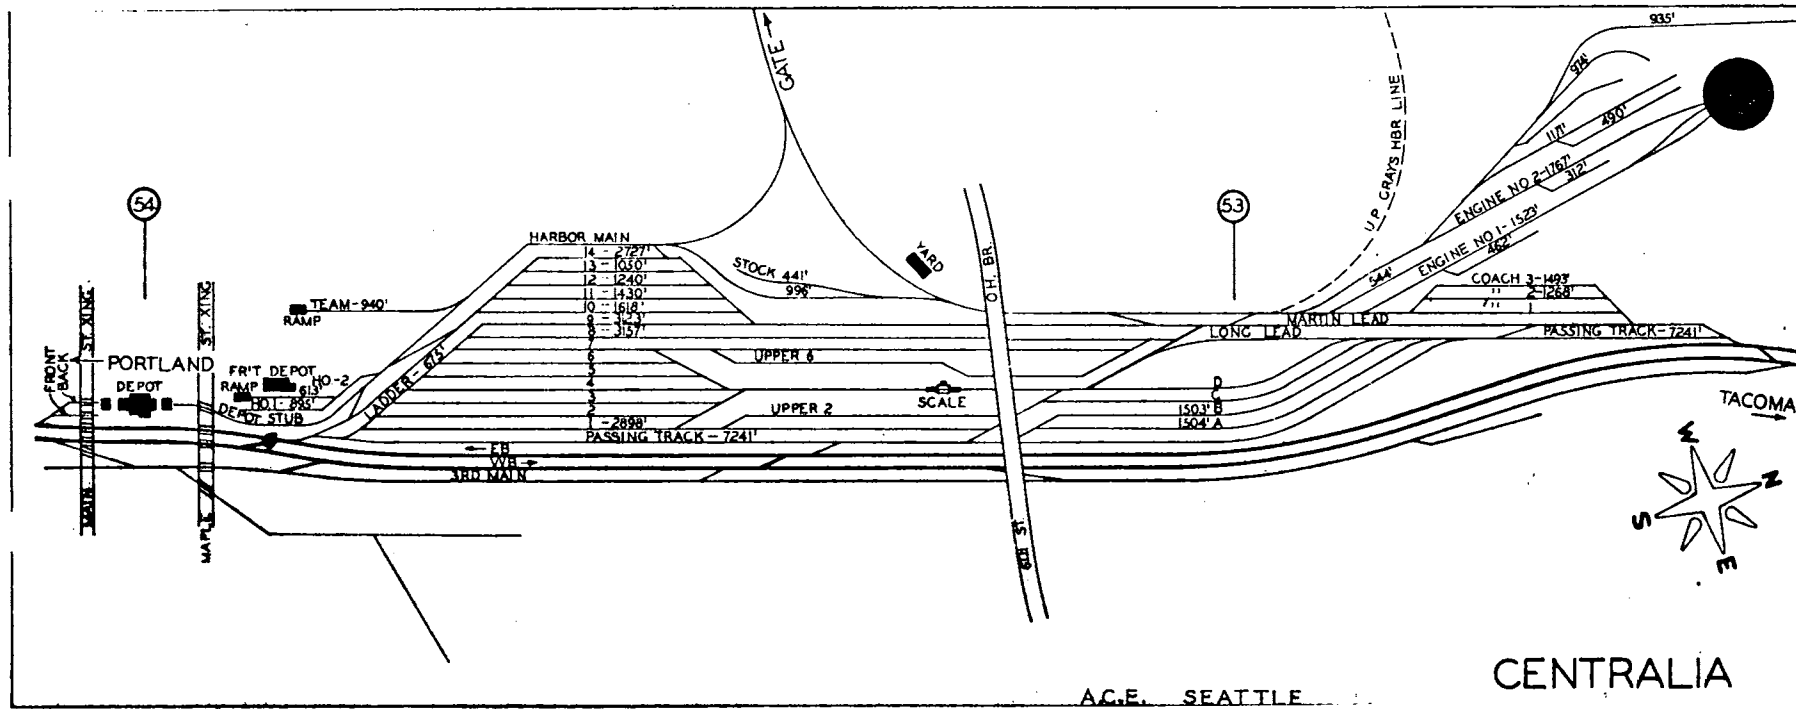 935'
974'
GATE
UP GRAYS HBR LINE
117'
490'
ENGINE NO 2-1767'
312'
ENGINE NO 1-1523'
462'
544'
54
53
YARD
O.H. BR.
6TH ST.
HARBOR MAIN
14 - 2727'
13 - 1050'
12 - 1240'
11 - 1430'
10 - 1618'
9 - 3123'
8 - 3157'
7
6
5
4
3
2
1 - 2898'
STOCK 441'
996'
TEAM-940'
RAMP
COACH 3-1493'
" 2-1268'
" 1
MARTIN LEAD
LONG LEAD
PASSING TRACK-7241'
ST. XING
MAIN
ST. XING
MAPLE
FRONT
BACK
PORTLAND
DEPOT
FR'T DEPOT
RAMP
613'
HO.-2
HO.1-895'
DEPOT STUB
LADDER-675'
UPPER 6
UPPER 2
SCALE
D
C
1503' B
1504' A
PASSING TRACK-7241'
EB
WB
3RD MAIN
TACOMA
W
N
S
E
CENTRALIA
A.C.E. SEATTLE